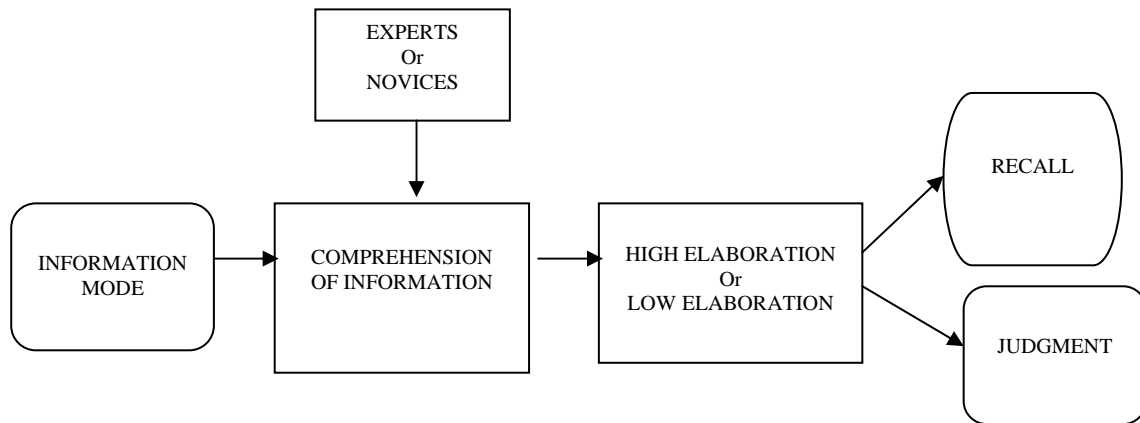 EXPERTS
Or
NOVICES
INFORMATION
MODE
COMPREHENSION
OF INFORMATION
HIGH ELABORATION
Or
LOW ELABORATION
RECALL
JUDGMENT